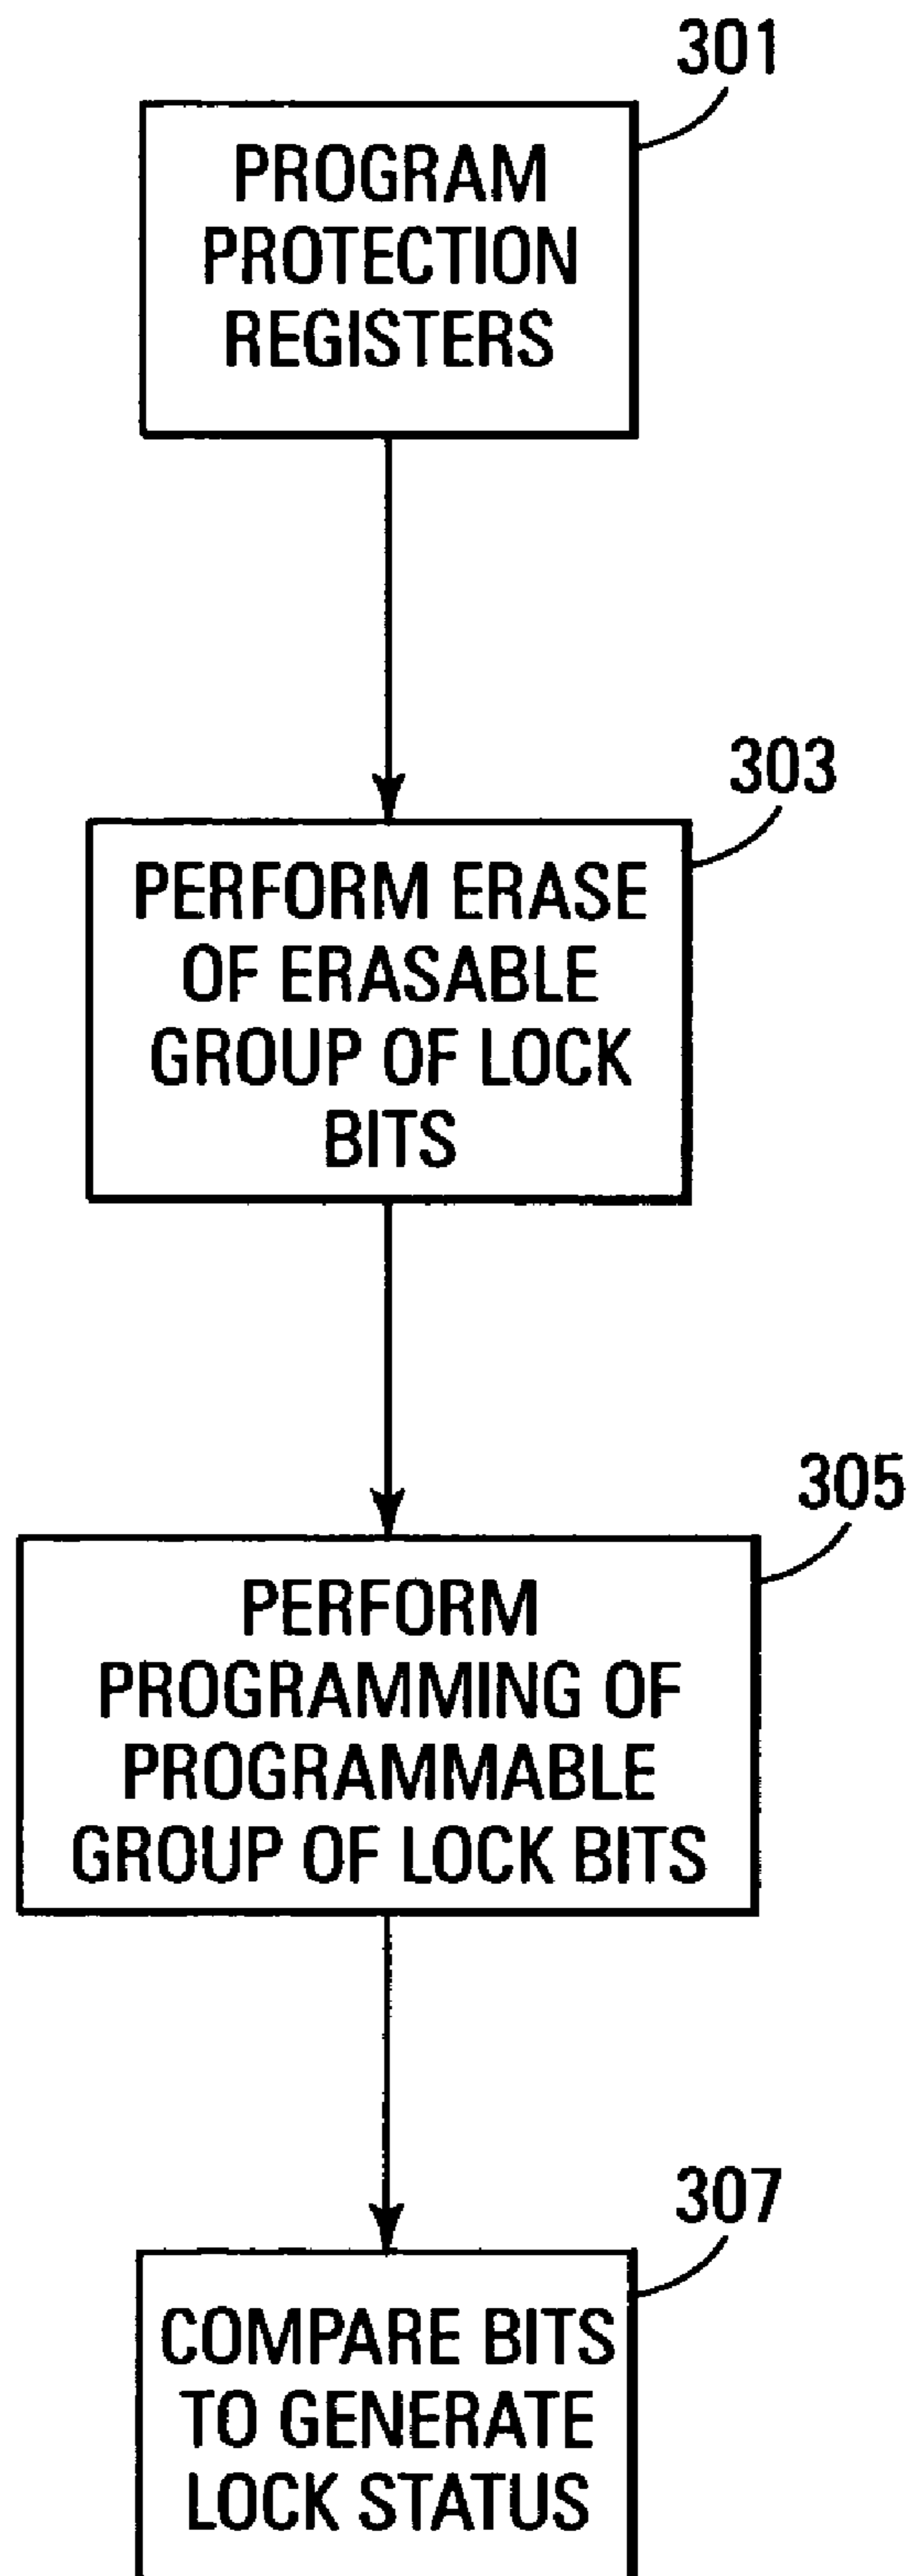 301
PROGRAM
PROTECTION
REGISTERS
303
PERFORM ERASE
OF ERASABLE
GROUP OF LOCK
BITS
305
PERFORM
PROGRAMMING OF
PROGRAMMABLE
GROUP OF LOCK BITS
307
COMPARE BITS
TO GENERATE
LOCK STATUS